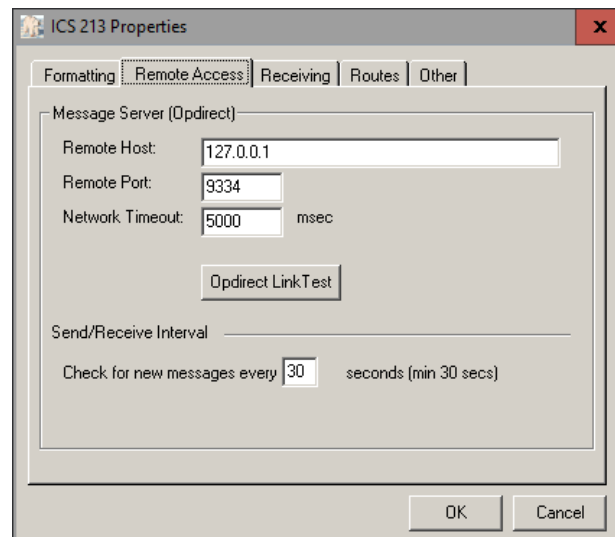 ICS 213 Properties
x
Formatting Remote Access Receiving Routes Other
Message Server (Opdirect)
Remote Host: 127.0.0.1
Remote Port: 9334
Network Timeout: 5000 msec
Opdirect LinkTest
Send/Receive Interval
Check for new messages every 30 seconds (min 30 secs)
OK Cancel